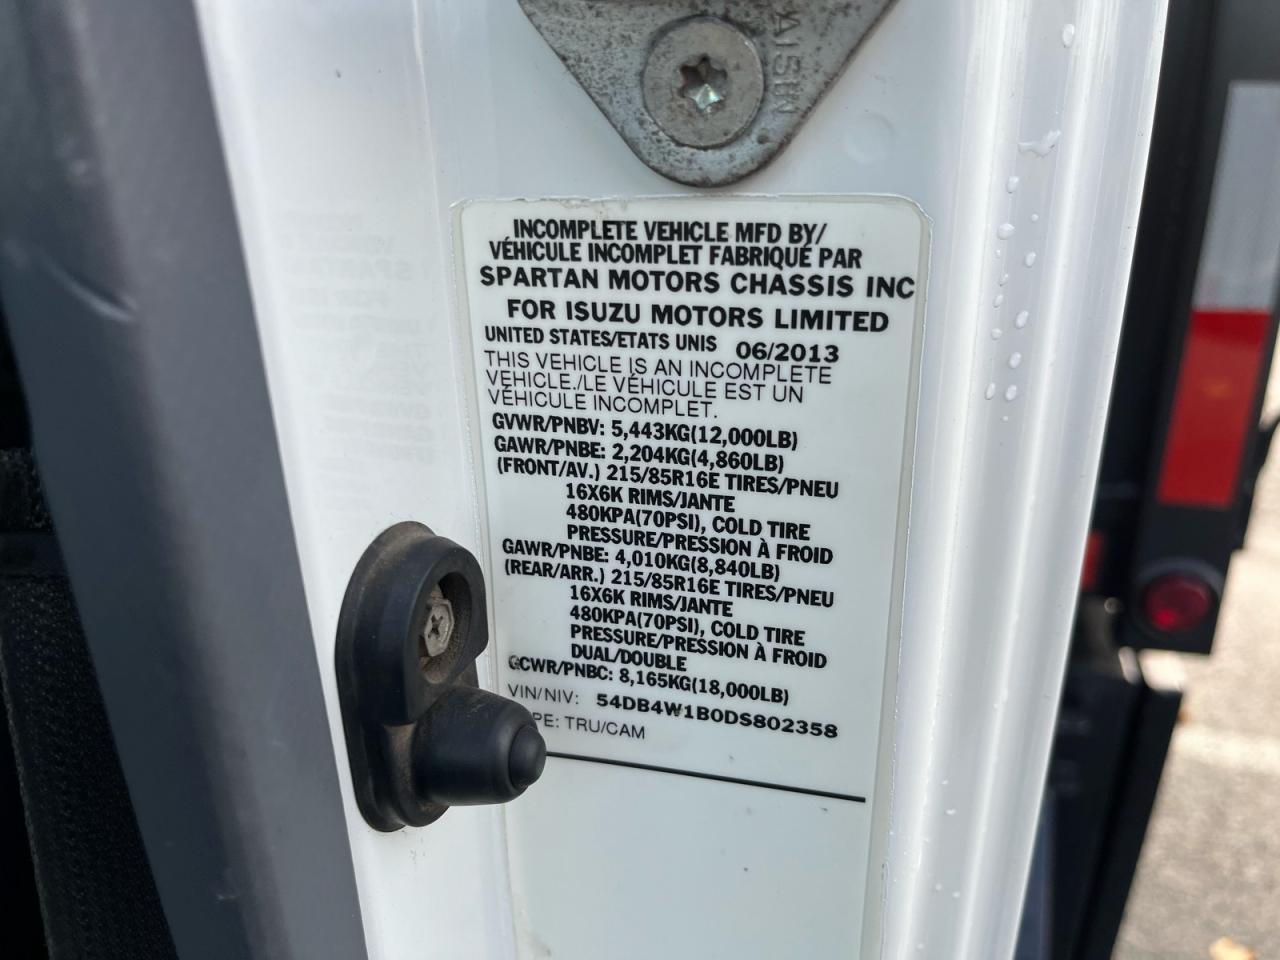 AISIN
INCOMPLETE VEHICLE MFD BY/
VÉHICULE INCOMPLET FABRIQUÉ PAR
SPARTAN MOTORS CHASSIS INC
FOR ISUZU MOTORS LIMITED
UNITED STATES/ETATS UNIS 06/2013
THIS VEHICLE IS AN INCOMPLETE
VEHICLE./LE VÉHICULE EST UN
VÉHICULE INCOMPLET.
GVWR/PNBV: 5,443KG(12,000LB)
GAWR/PNBE: 2,204KG(4,860LB)
(FRONT/AV.) 215/85R16E TIRES/PNEU
16X6K RIMS/JANTE
480KPA(70PSI), COLD TIRE
PRESSURE/PRESSION À FROID
GAWR/PNBE: 4,010KG(8,840LB)
(REAR/ARR.) 215/85R16E TIRES/PNEU
16X6K RIMS/JANTE
480KPA(70PSI), COLD TIRE
PRESSURE/PRESSION À FROID
DUAL/DOUBLE
GCWR/PNBC: 8,165KG(18,000LB)
VIN/NIV: 54DB4W1B0DS802358
PE: TRU/CAM